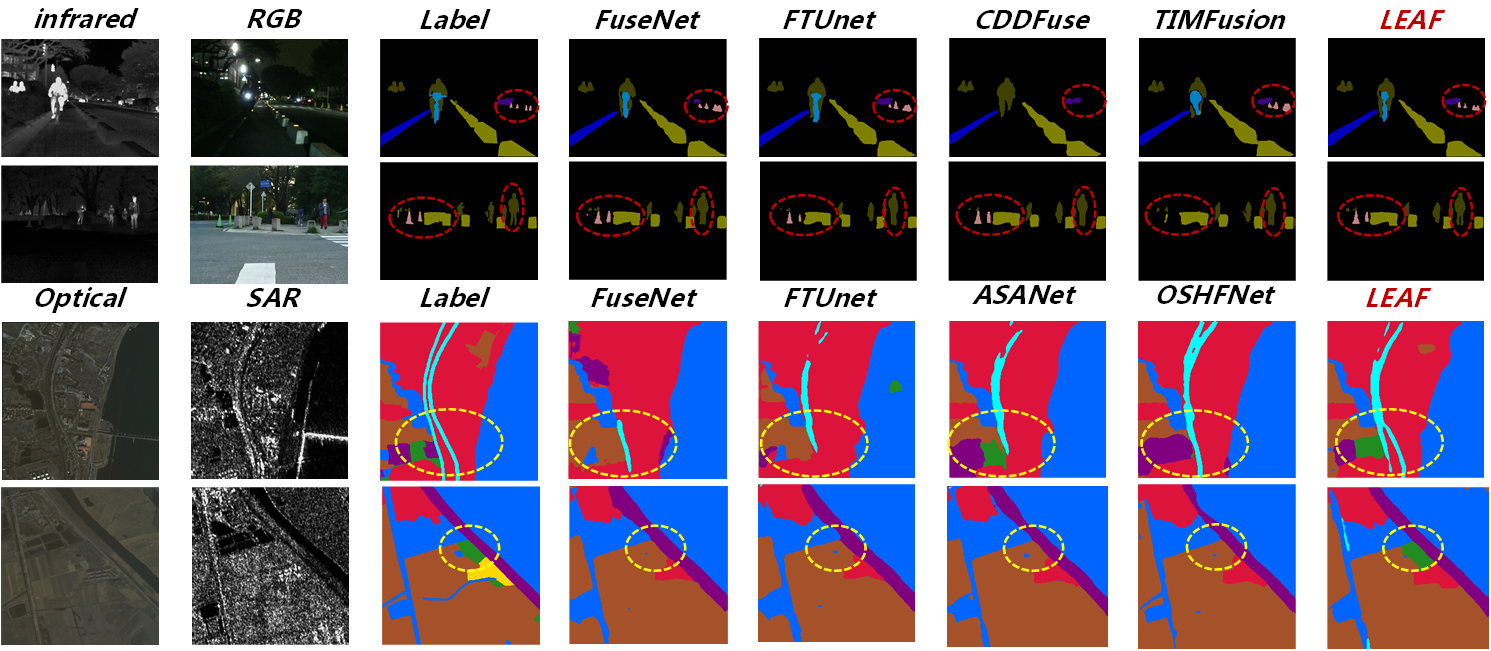 infrared RGB Label FuseNet FTUnet CDDFuse TIMFusion LEAF
Optical SAR Label FuseNet FTUnet ASANet OSHFNet LEAF